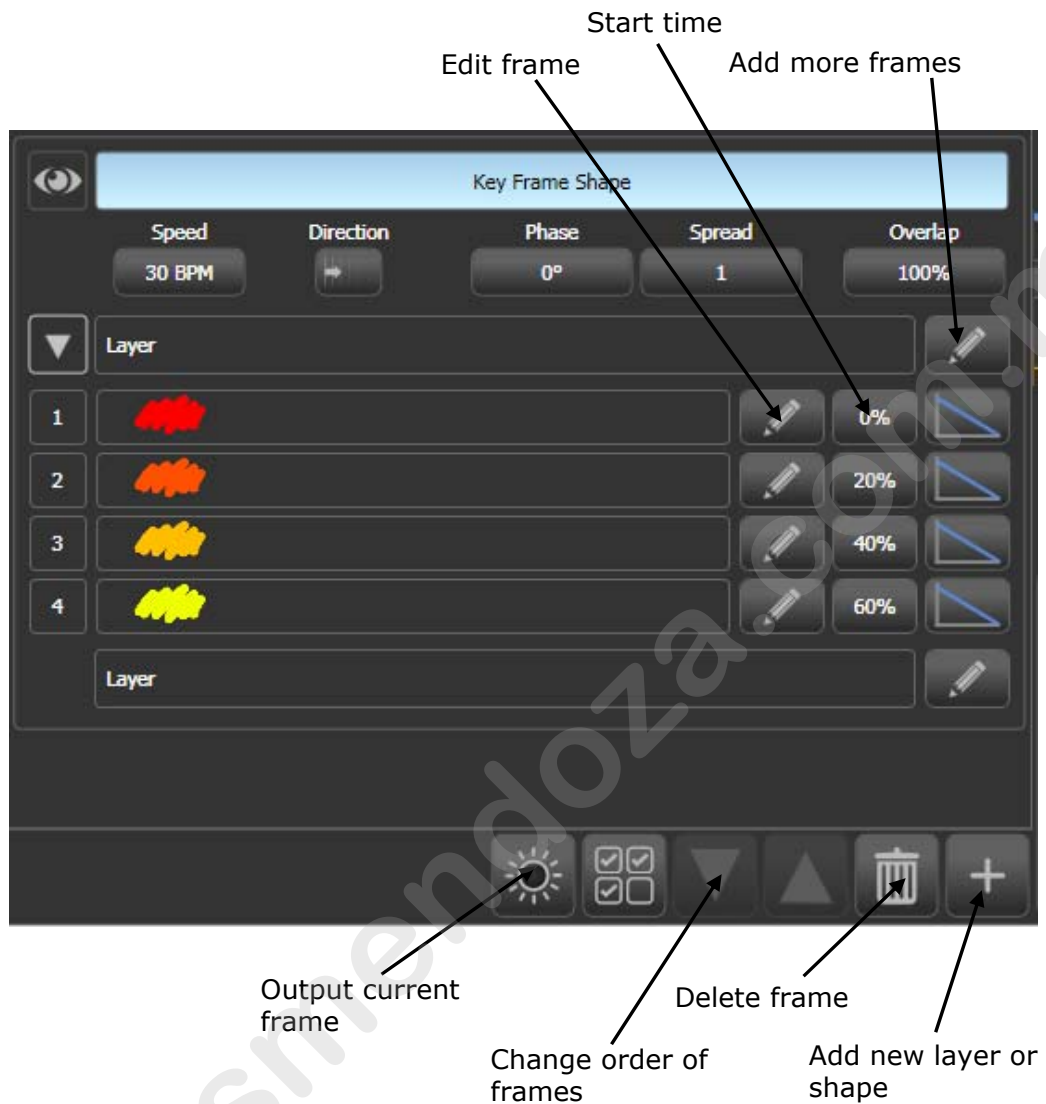 Start time
Edit frame
Add more frames
Key Frame Shape
Speed Direction Phase Spread Overlap
30 BPM 0° 1 100%
Layer
1 0%
2 20%
3 40%
4 60%
Layer
Output current
frame
Delete frame
Change order of
frames
Add new layer or
shape
smendoza.com.